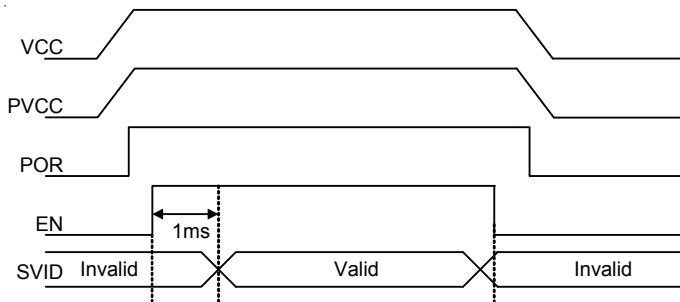 VCC
PVCC
POR
EN
1ms
SVID Invalid Valid Invalid